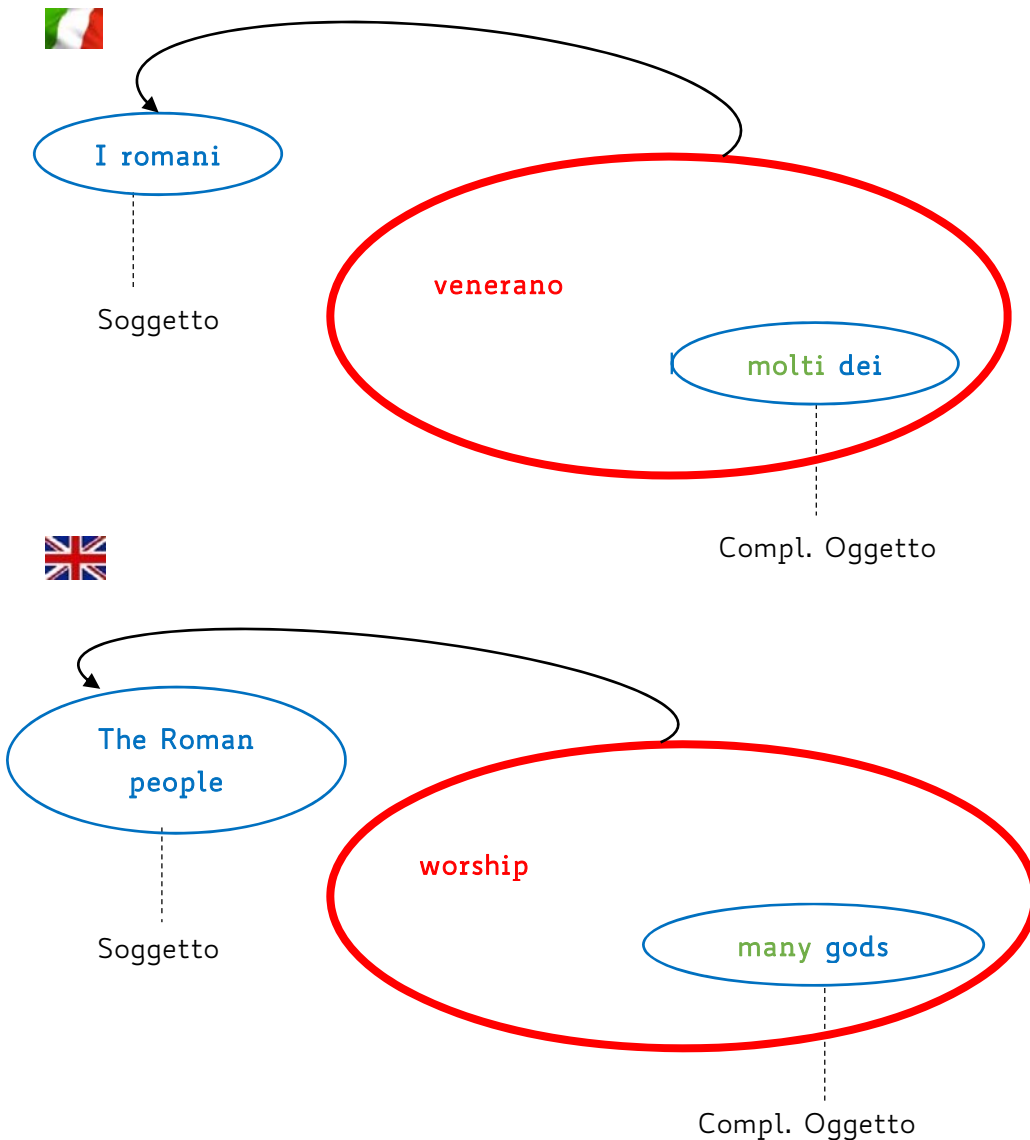 I romani
venerano
Soggetto
molti dei
Compl. Oggetto
The Roman
people
worship
Soggetto
many gods
Compl. Oggetto